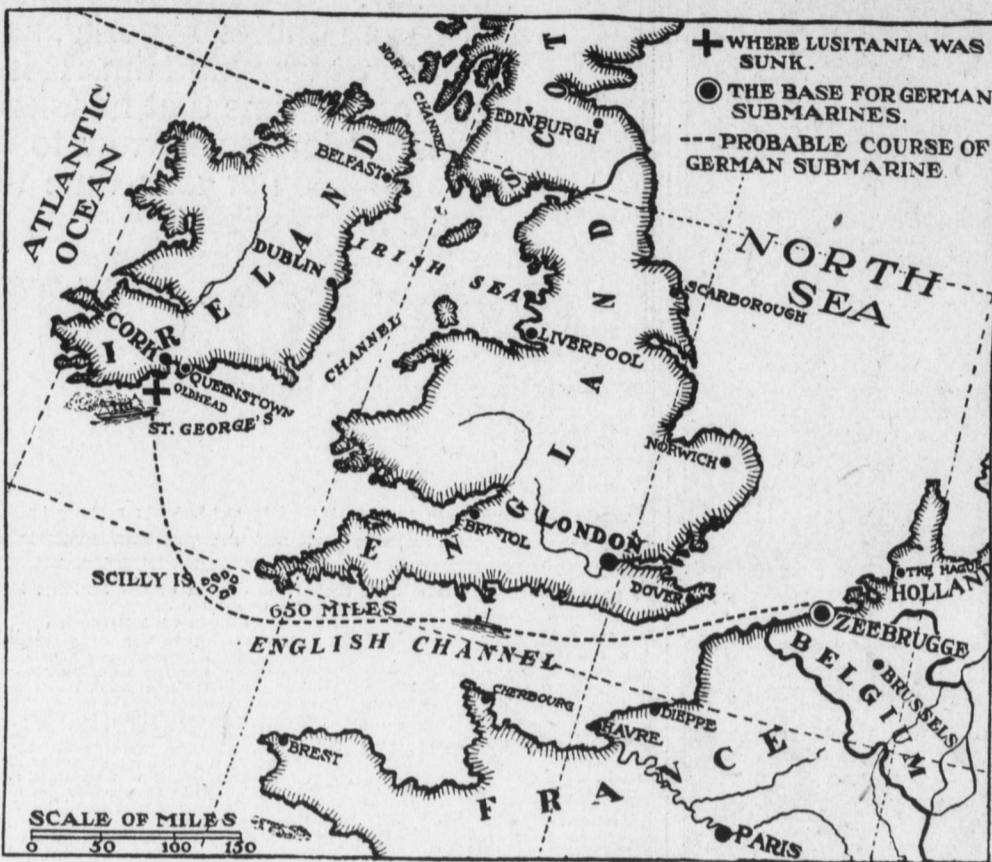 WHERE LUSITANIA WAS
SUNK.
THE BASE FOR GERMAN
SUBMARINES.
PROBABLE COURSE OF
GERMAN SUBMARINE
ATLANTIC
OCEAN
NORTH CHANNEL
SCOT
EDINBURGH
BELFAST
IRELAND
DUBLIN
IRISH SEA
NORTH
SEA
SCARBOROUGH
CORK
QUEENSTOWN
OLDHEAD
ST. GEORGE'S
CHANNEL
LIVERPOOL
ENGLAND
NORWICH
BRISTOL
LONDON
DOVER
SCILLY IS.
650 MILES
ENGLISH CHANNEL
THE HAGUE
HOLLAND
ZEEBRUGGE
BELGIUM
BRUSSELS
CHERBOURG
DIEPPE
HAVRE
BREST
FRANCE
PARIS
SCALE OF MILES
0 50 100 150